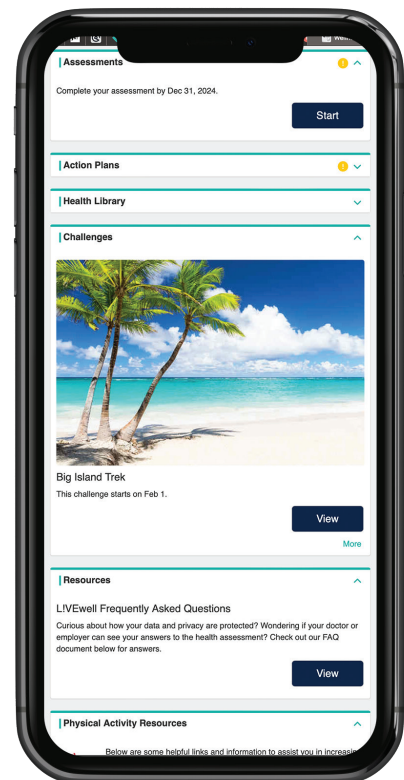 Assessments
Complete your assessment by Dec 31, 2024.
Start
Action Plans
Health Library
Challenges
Big Island Trek
This challenge starts on Feb 1.
View
More
Resources
L!VEwell Frequently Asked Questions
Curious about how your data and privacy are protected? Wondering if your doctor or
employer can see your answers to the health assessment? Check out our FAQ
document below for answers.
View
Physical Activity Resources
Below are some helpful links and information to assist you in increasing